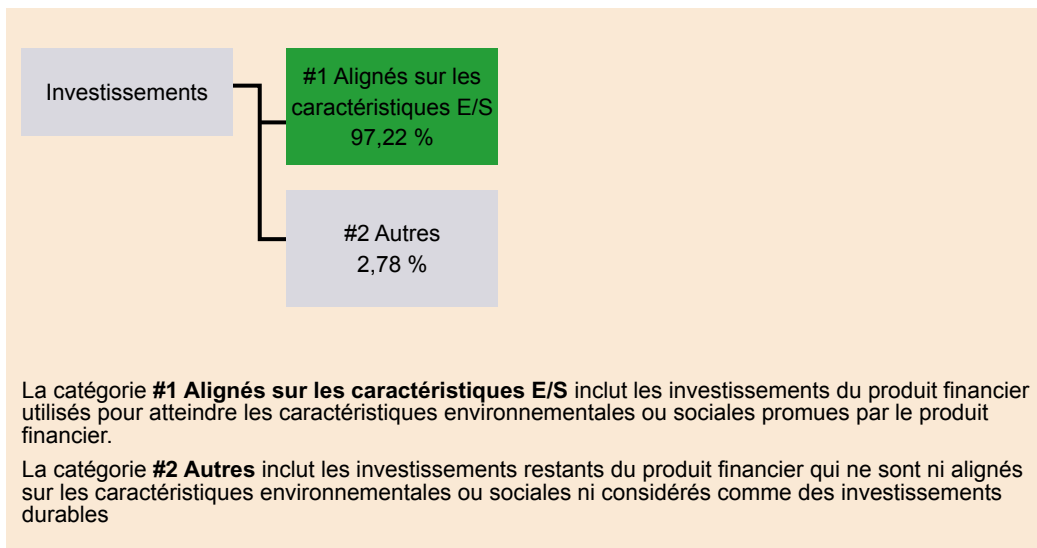 Investissements
#1 Alignés sur les
caractéristiques E/S
97,22 %
#2 Autres
2,78 %
La catégorie #1 Alignés sur les caractéristiques E/S inclut les investissements du produit financier
utilisés pour atteindre les caractéristiques environnementales ou sociales promues par le produit
financier.
La catégorie #2 Autres inclut les investissements restants du produit financier qui ne sont ni alignés
sur les caractéristiques environnementales ou sociales ni considérés comme des investissements
durables